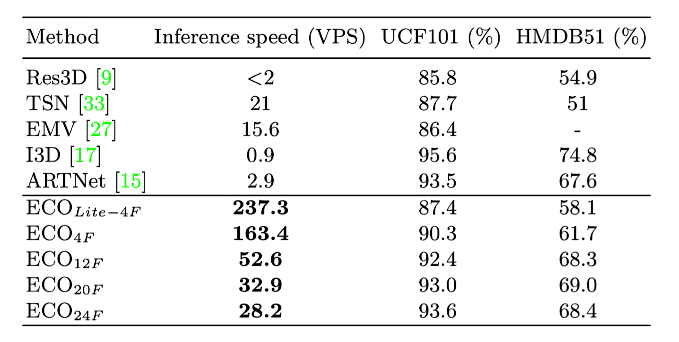 Method Inference speed (VPS) UCF101 (%) HMDB51 (%)
Res3D [9] <2 85.8 54.9
TSN [33] 21 87.7 51
EMV [27] 15.6 86.4 -
I3D [17] 0.9 95.6 74.8
ARTNet [15] 2.9 93.5 67.6
ECO Lite−4F 237.3 87.4 58.1
ECO 4F 163.4 90.3 61.7
ECO 12F 52.6 92.4 68.3
ECO 20F 32.9 93.0 69.0
ECO 24F 28.2 93.6 68.4